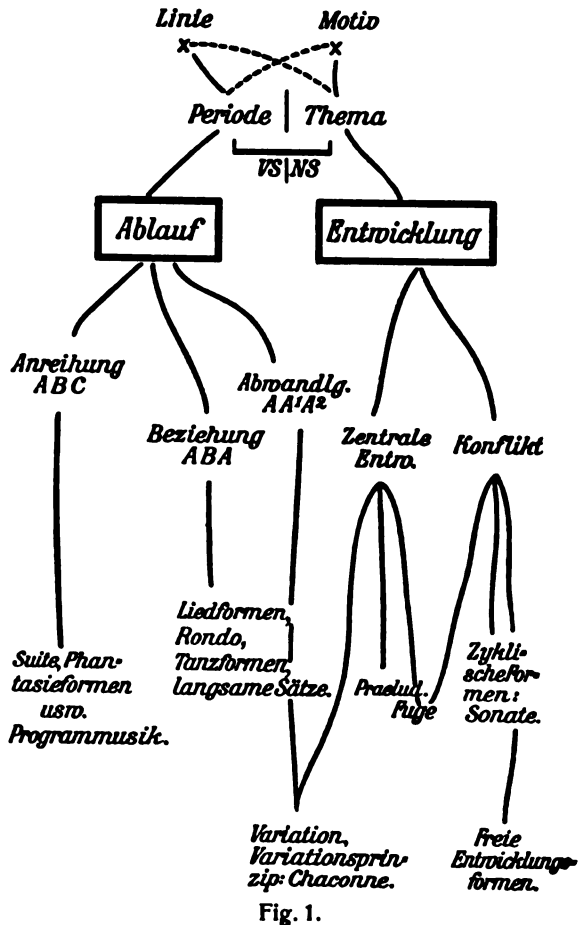 Linie
Motiv
x
x
Periode
Thema
VS|NS
Ablauf
Entwicklung
Anreihung
ABC
Beziehung
ABA
Abwandlg.
AA¹A²
Zentrale
Entw.
Konflikt
Suite, Phan-
tasieformen
usw.
Programmusik.
Liedformen,
Rondo,
Tanzformen,
langsame Sätze.
Praelud.
Fuge
Zykli-
sche For-
men:
Sonate.
Variation,
Variationsprin-
zip: Chaconne.
Freie
Entwicklungs-
formen.
Fig. 1.